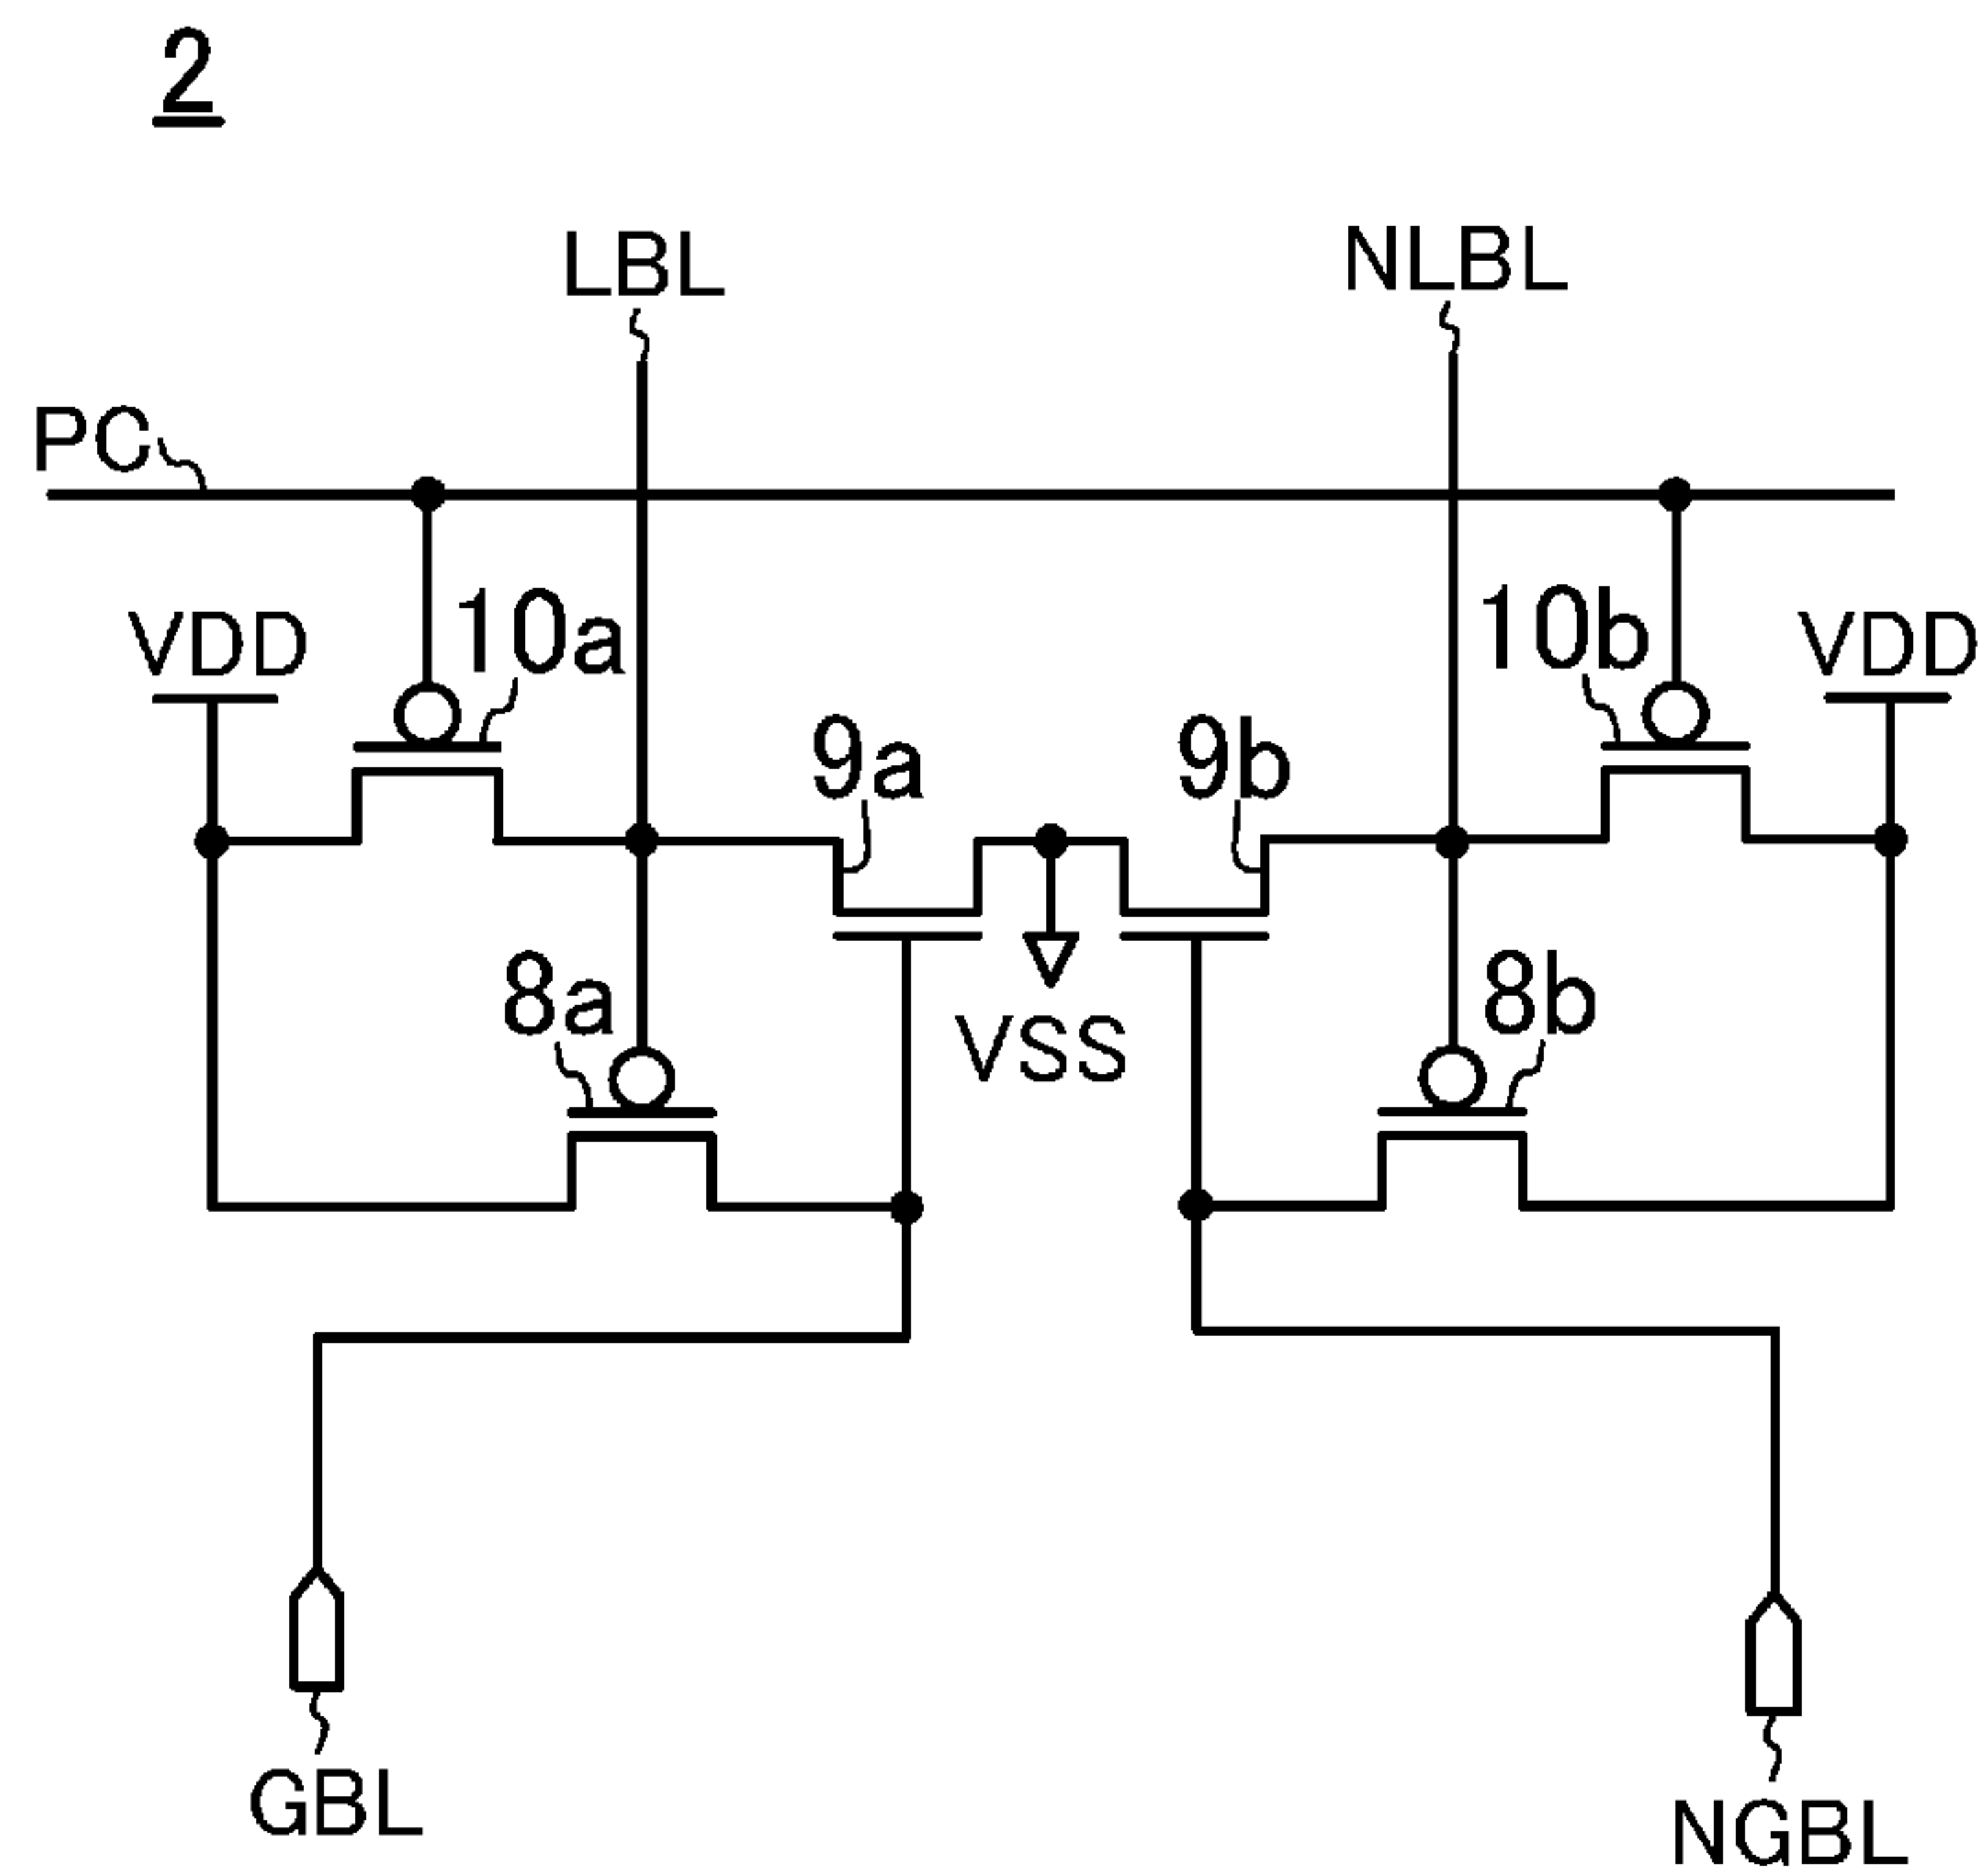 2
LBL NLBL
PC
VDD 10a 10b VDD
9a 9b
8a VSS 8b
GBL
NGBL